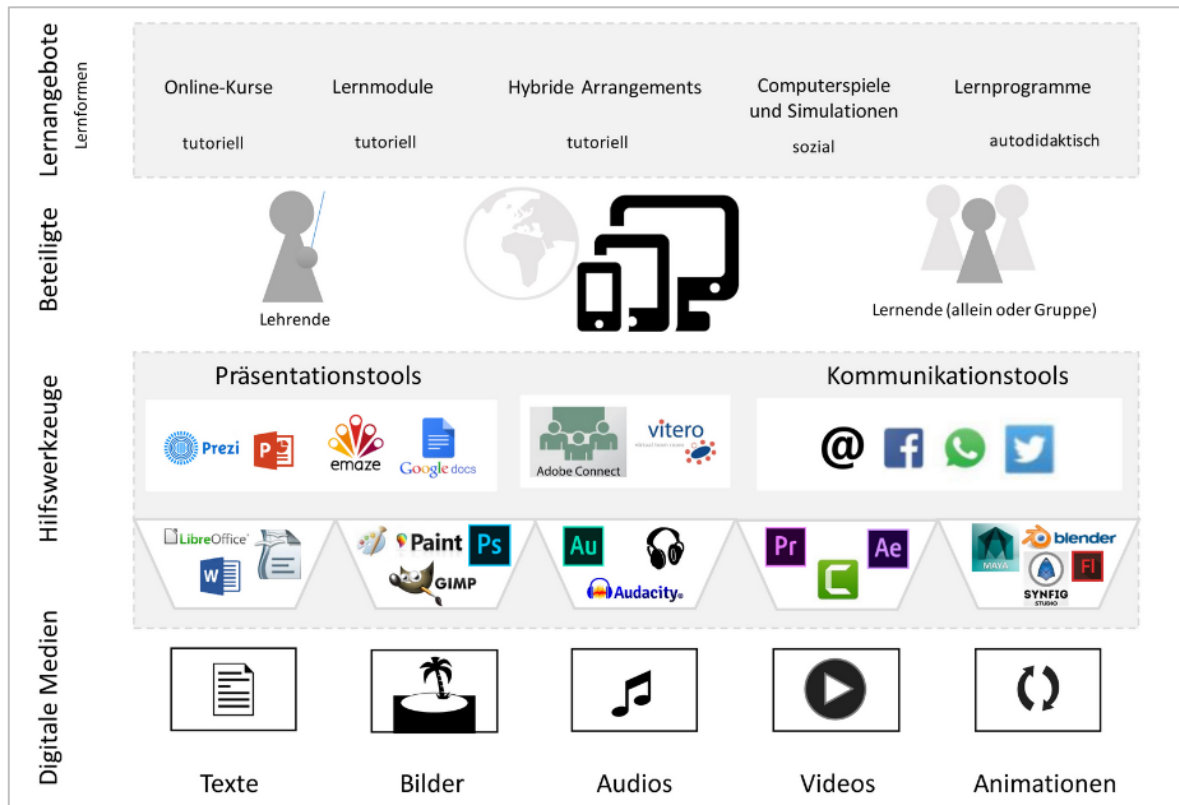 Lernangebote
Lernformen
Online-Kurse
tutoriell
Lernmodule
tutoriell
Hybride Arrangements
tutoriell
Computerspiele
und Simulationen
sozial
Lernprogramme
autodidaktisch
Beteiligte
Lehrende
Lernende (allein oder Gruppe)
Hilfswerkzeuge
Präsentationstools
Kommunikationstools
Prezi
P
emaze
Google docs
Adobe Connect
vitero
@
f
LibreOffice
W
Paint
Ps
GIMP
Au
Audacity®
Pr
Ae
C
MAYA
blender
SYNFIG
STUDIO
Fl
Digitale Medien
Texte
Bilder
Audios
Videos
Animationen